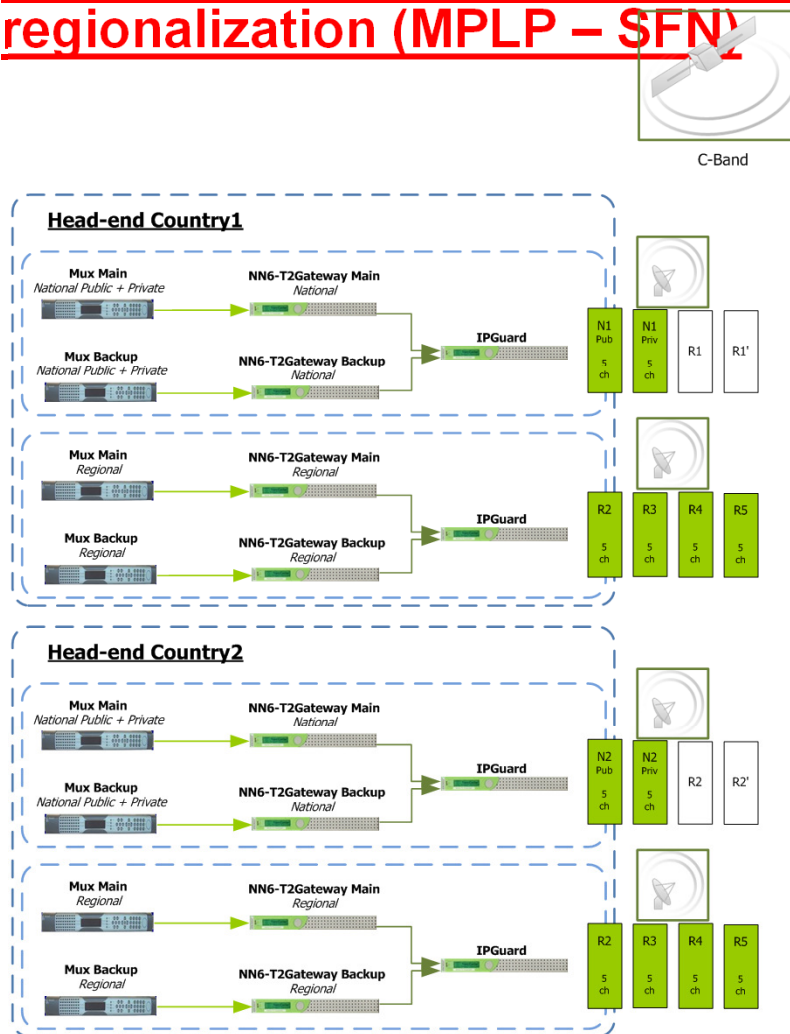 regionalization (MPLP – SFN)
C-Band
Head-end Country1
Mux Main
National Public + Private
NN6-T2Gateway Main
National
IPGuard
Mux Backup
National Public + Private
NN6-T2Gateway Backup
National
N1
Pub
5
ch
N1
Priv
5
ch
R1
R1'
Mux Main
Regional
NN6-T2Gateway Main
Regional
IPGuard
Mux Backup
Regional
NN6-T2Gateway Backup
Regional
R2
5
ch
R3
5
ch
R4
5
ch
R5
5
ch
Head-end Country2
Mux Main
National Public + Private
NN6-T2Gateway Main
National
IPGuard
Mux Backup
National Public + Private
NN6-T2Gateway Backup
National
N2
Pub
5
ch
N2
Priv
5
ch
R2
R2'
Mux Main
Regional
NN6-T2Gateway Main
Regional
IPGuard
Mux Backup
Regional
NN6-T2Gateway Backup
Regional
R2
5
ch
R3
5
ch
R4
5
ch
R5
5
ch